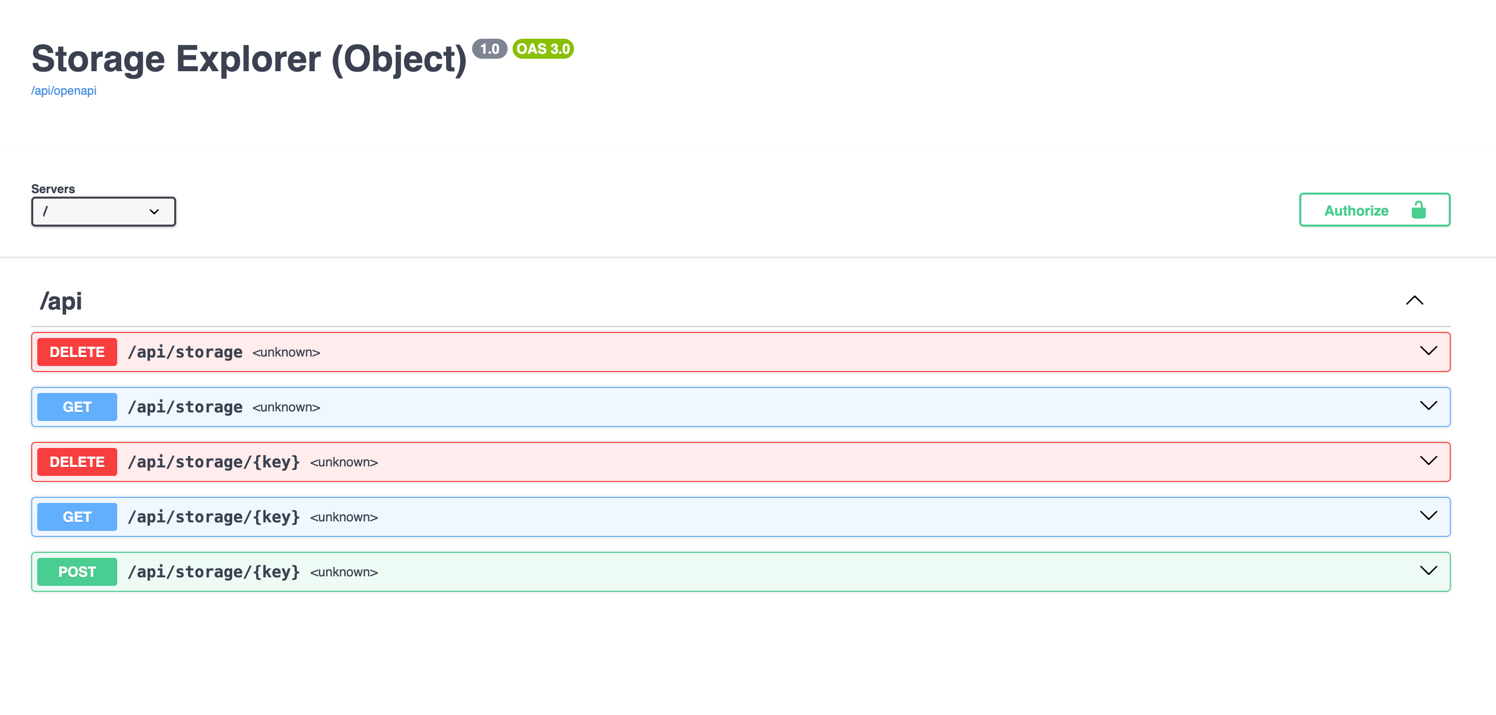 Storage Explorer (Object) 1.0 OAS 3.0
/api/openapi
Servers
/
Authorize
/api
DELETE /api/storage <unknown>
GET /api/storage <unknown>
DELETE /api/storage/{key} <unknown>
GET /api/storage/{key} <unknown>
POST /api/storage/{key} <unknown>